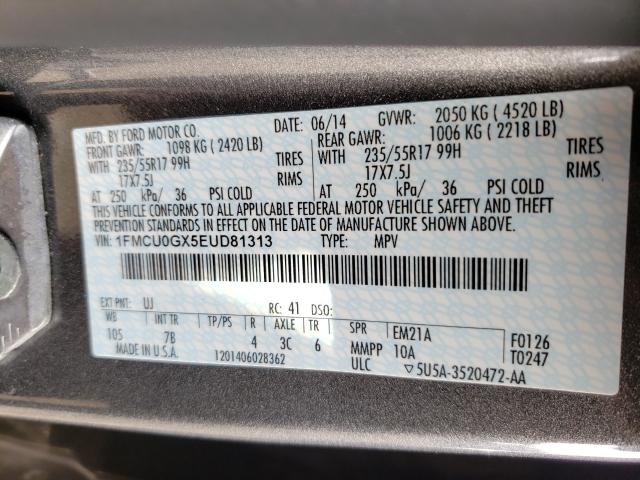 MFD. BY FORD MOTOR CO.
DATE: 06/14 GVWR: 2050 KG ( 4520 LB)
FRONT GAWR: 1098 KG ( 2420 LB)
REAR GAWR: 1006 KG ( 2218 LB)
WITH 235/55R17 99H TIRES
WITH 235/55R17 99H TIRES
17X7.5J RIMS
17X7.5J RIMS
AT 250 kPa/ 36 PSI COLD
AT 250 kPa/ 36 PSI COLD
THIS VEHICLE CONFORMS TO ALL APPLICABLE FEDERAL MOTOR VEHICLE SAFETY AND THEFT
PREVENTION STANDARDS IN EFFECT ON THE DATE OF MANUFACTURE SHOWN ABOVE.
VIN: 1FMCU0GX5EUD81313 TYPE: MPV
EXT PNT: UJ RC: 41 DSO:
WB INT TR TP/PS R AXLE TR SPR EM21A F0126
105 7B 4 3C 6 MMPP 10A T0247
MADE IN U.S.A. 1201406028362 ULC ▽5U5A-3520472-AA